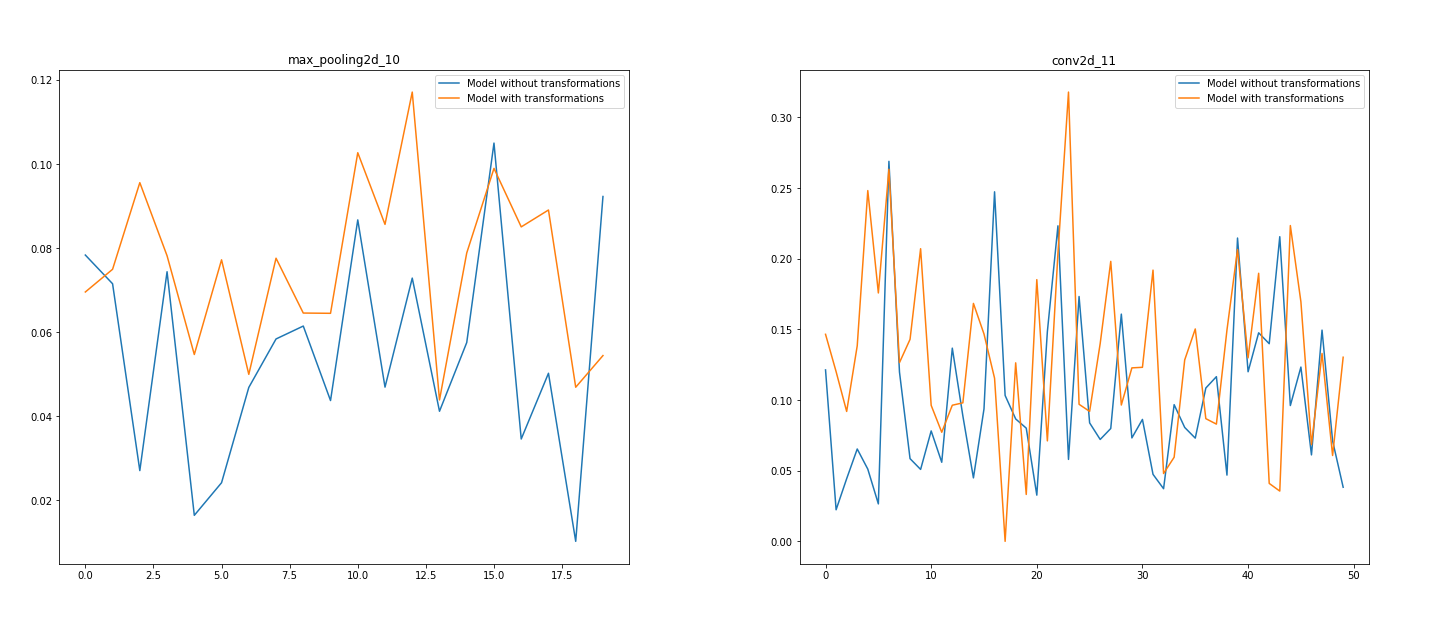 max_pooling2d_10
Model without transformations
Model with transformations
0.12
0.10
0.08
0.06
0.04
0.02
0.0 2.5 5.0 7.5 10.0 12.5 15.0 17.5
conv2d_11
Model without transformations
Model with transformations
0.30
0.25
0.20
0.15
0.10
0.05
0.00
0 10 20 30 40 50